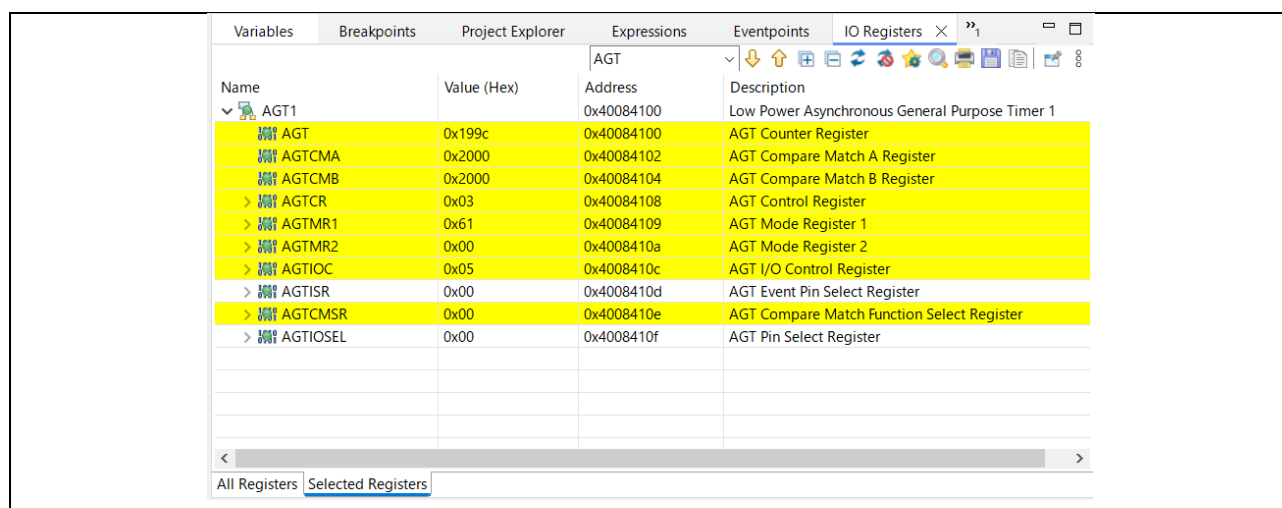 Variables Breakpoints Project Explorer Expressions Eventpoints IO Registers »1
AGT
Name Value (Hex) Address Description
AGT1 0x40084100 Low Power Asynchronous General Purpose Timer 1
AGT 0x199c 0x40084100 AGT Counter Register
AGTCMA 0x2000 0x40084102 AGT Compare Match A Register
AGTCMB 0x2000 0x40084104 AGT Compare Match B Register
AGTCR 0x03 0x40084108 AGT Control Register
AGTMR1 0x61 0x40084109 AGT Mode Register 1
AGTMR2 0x00 0x4008410a AGT Mode Register 2
AGTIOC 0x05 0x4008410c AGT I/O Control Register
AGTISR 0x00 0x4008410d AGT Event Pin Select Register
AGTCMSR 0x00 0x4008410e AGT Compare Match Function Select Register
AGTIOSEL 0x00 0x4008410f AGT Pin Select Register
All Registers Selected Registers